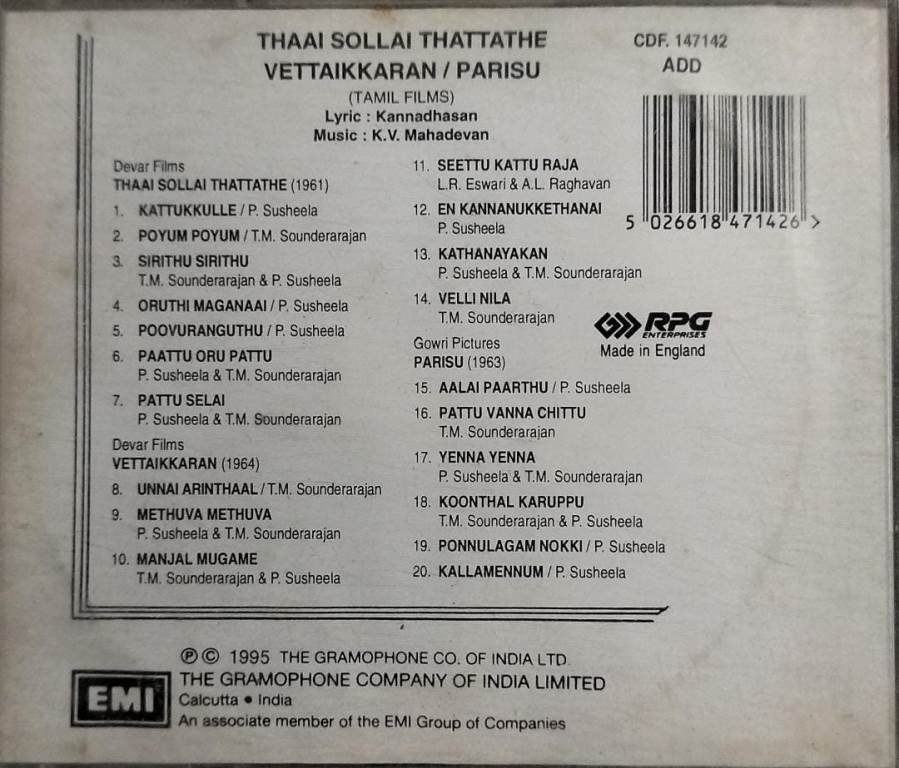 THAAI SOLLAI THATTATHE
VETTAIKKARAN / PARISU
(TAMIL FILMS)
Lyric : Kannadhasan
Music : K.V. Mahadevan
CDF. 147142
ADD
5 026618 471426 >
Devar Films
THAAI SOLLAI THATTATHE (1961)
1. KATTUKKULLE / P. Susheela
2. POYUM POYUM / T.M. Sounderarajan
3. SIRITHU SIRITHU
T.M. Sounderarajan & P. Susheela
4. ORUTHI MAGANAAI / P. Susheela
5. POOVURANGUTHU / P. Susheela
6. PAATTU ORU PATTU
P. Susheela & T.M. Sounderarajan
7. PATTU SELAI
P. Susheela & T.M. Sounderarajan
Devar Films
VETTAIKKARAN (1964)
8. UNNAI ARINTHAAL / T.M. Sounderarajan
9. METHUVA METHUVA
P. Susheela & T.M. Sounderarajan
10. MANJAL MUGAME
T.M. Sounderarajan & P. Susheela
11. SEETTU KATTU RAJA
L.R. Eswari & A.L. Raghavan
12. EN KANNANUKKETHANAI
P. Susheela
13. KATHANAYAKAN
P. Susheela & T.M. Sounderarajan
14. VELLI NILA
T.M. Sounderarajan
Gowri Pictures
PARISU (1963)
15. AALAI PAARTHU / P. Susheela
16. PATTU VANNA CHITTU
T.M. Sounderarajan
17. YENNA YENNA
P. Susheela & T.M. Sounderarajan
18. KOONTHAL KARUPPU
T.M. Sounderarajan & P. Susheela
19. PONNULAGAM NOKKI / P. Susheela
20. KALLAMENNUM / P. Susheela
RPG
ENTERPRISES
Made in England
EMI
℗ © 1995 THE GRAMOPHONE CO. OF INDIA LTD.
THE GRAMOPHONE COMPANY OF INDIA LIMITED
Calcutta • India
An associate member of the EMI Group of Companies